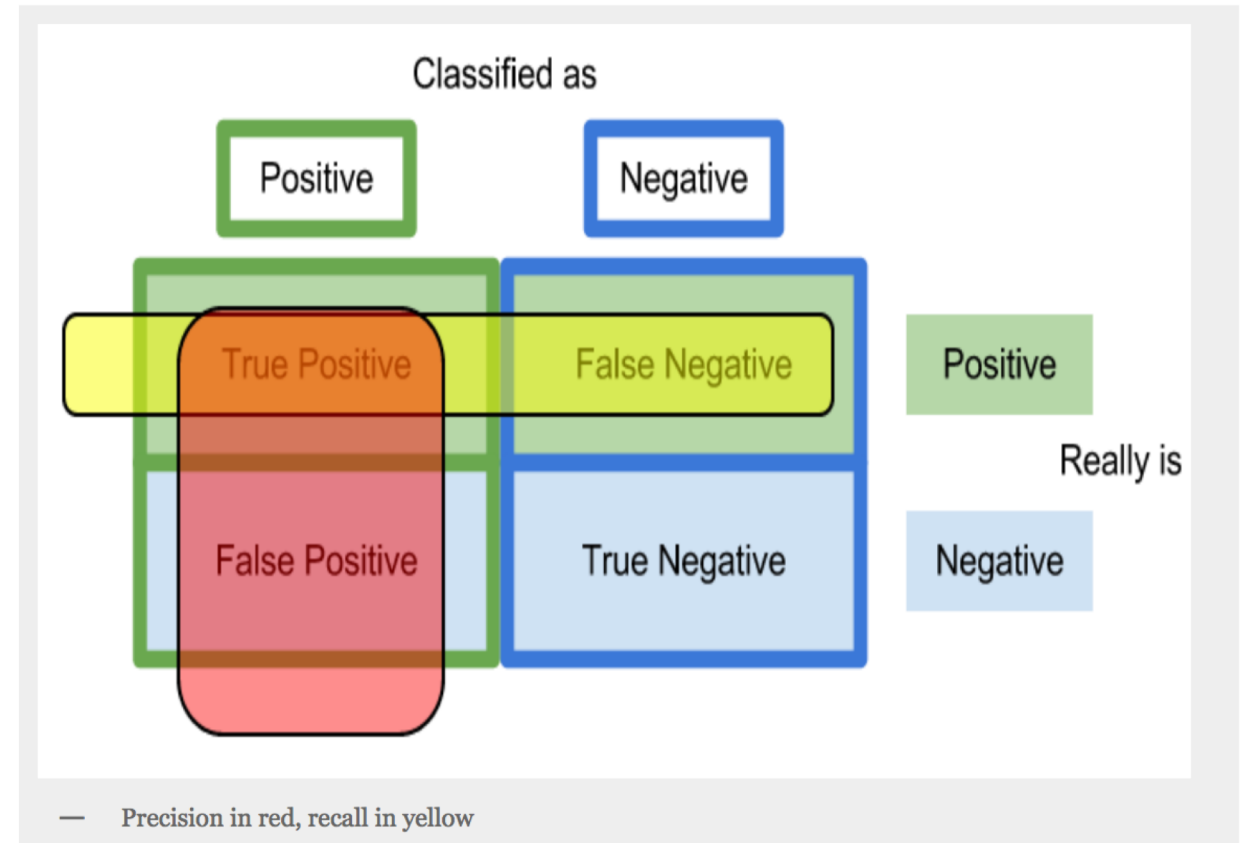 Classified as
Positive Negative
True Positive False Negative Positive
Really is
False Positive True Negative Negative
— Precision in red, recall in yellow